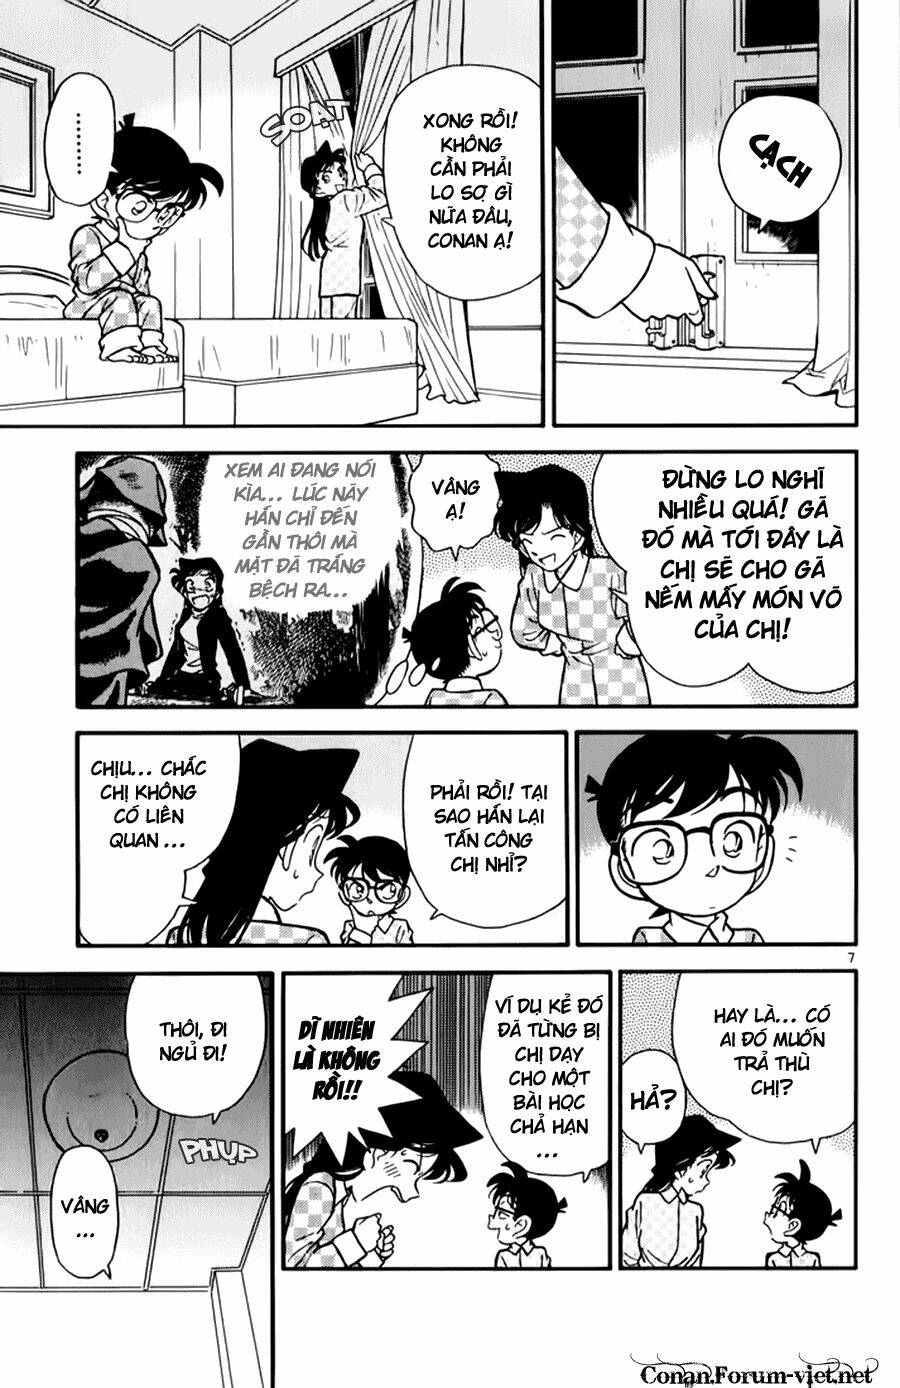 CẠCH
XONG RỒI!
KHÔNG
CẦN PHẢI
LO SỢ GÌ
NỮA ĐÂU,
CONAN Ạ!
SOẠT
.........
ĐỪNG LO NGHĨ
NHIỀU QUÁ! GÃ
ĐÓ MÀ TỚI ĐÂY LÀ
CHỊ SẼ CHO GÃ
NẾM MẤY MÓN VÕ
CỦA CHỊ!
VÂNG
Ạ!
XEM AI ĐANG NÓI
KÌA... LÚC NÃY
HẮN CHỈ ĐẾN
GẦN THÔI MÀ
MẶT ĐÃ TRẮNG
BỆCH RA...
PHẢI RỒI! TẠI
SAO HẮN LẠI
TẤN CÔNG
CHỊ NHỈ?
CHỊU... CHẮC
CHỊ KHÔNG
CÓ LIÊN
QUAN ...
7
HAY LÀ... CÓ
AI ĐÓ MUỐN
TRẢ THÙ
CHỊ?
HẢ?
VÍ DỤ KẺ ĐÓ
ĐÃ TỪNG BỊ
CHỊ DẠY
CHO MỘT
BÀI HỌC
CHẢ HẠN
...
DĨ NHIÊN
LÀ KHÔNG
RỒI!!
THÔI, ĐI
NGỦ ĐI!
PHỤP
VÂNG
...
Conan.Forum-viet.net